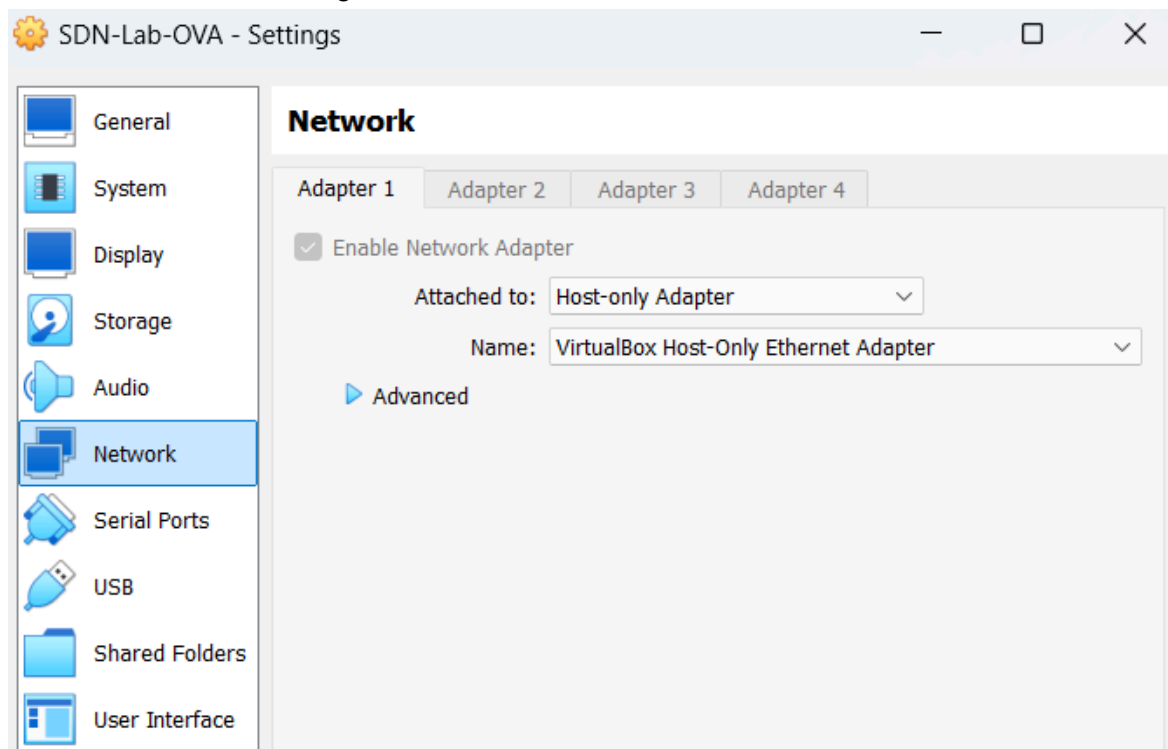 SDN-Lab-OVA - Settings
General
System
Display
Storage
Audio
Network
Serial Ports
USB
Shared Folders
User Interface
Network
Adapter 1 Adapter 2 Adapter 3 Adapter 4
Enable Network Adapter
Attached to: Host-only Adapter
Name: VirtualBox Host-Only Ethernet Adapter
Advanced